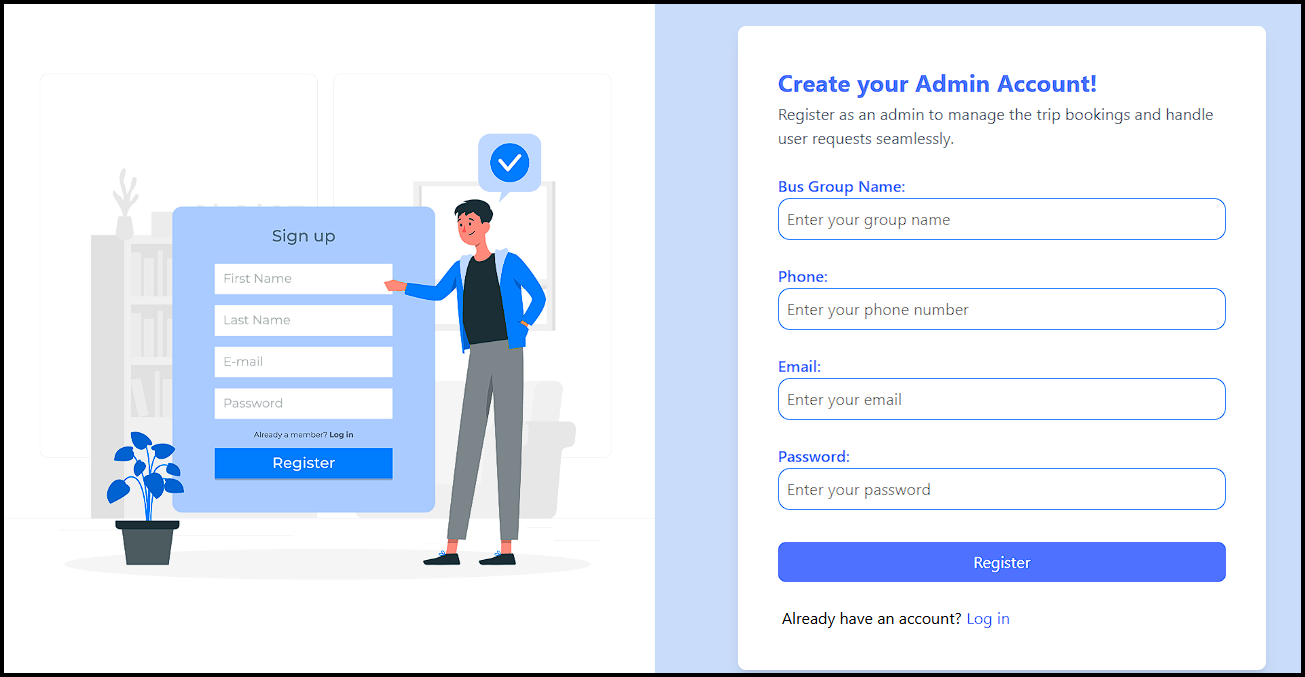 Sign up
First Name
Last Name
E-mail
Password
Already a member? Log in
Register
Create your Admin Account!
Register as an admin to manage the trip bookings and handle
user requests seamlessly.
Bus Group Name:
Enter your group name
Phone:
Enter your phone number
Email:
Enter your email
Password:
Enter your password
Register
Already have an account? Log in